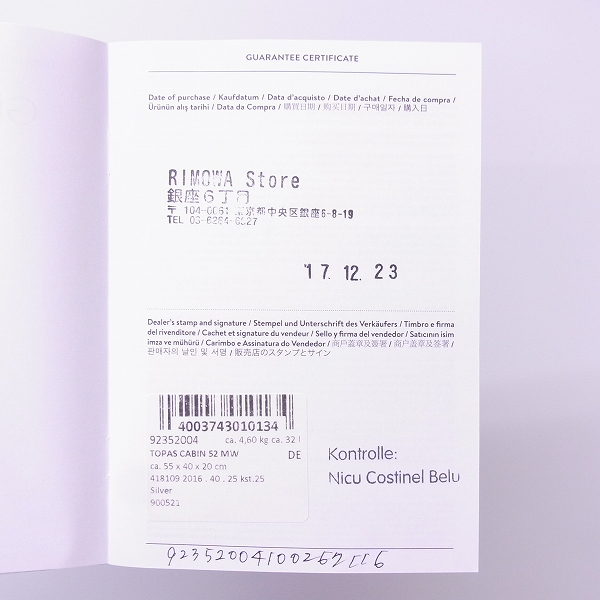 GUARANTEE CERTIFICATE
Date of purchase / Kaufdatum / Data d'acquisto / Date d'achat / Fecha de compra /
Ürünün alış tarihi / Data da Compra / 購買日期 / 购买日期 / 구매일자 / 購入日
RIMOWA Store
銀座6丁目
〒 104-0061 東京都中央区銀座6-8-19
TEL 03-6264-6527
'17. 12. 23
Dealer's stamp and signature / Stempel und Unterschrift des Verkäufers / Timbro e firma
del rivenditore / Cachet et signature du vendeur / Sello y firma del vendedor / Satıcının isim
imza ve mühürü / Carimbo e Assinatura do Vendedor / 商戶蓋章及簽署 / 商户盖章及签署 /
판매자의 날인 및 서명 / 販売店のスタンプとサイン
4003743010134
92352004 ca. 4,60 kg ca. 32 l
TOPAS CABIN 52 MW DE
ca. 55 x 40 x 20 cm
418109 2016 . 40 . 25 kst.25
Silver
900521
Kontrolle:
Nicu Costinel Belu
92352004100267